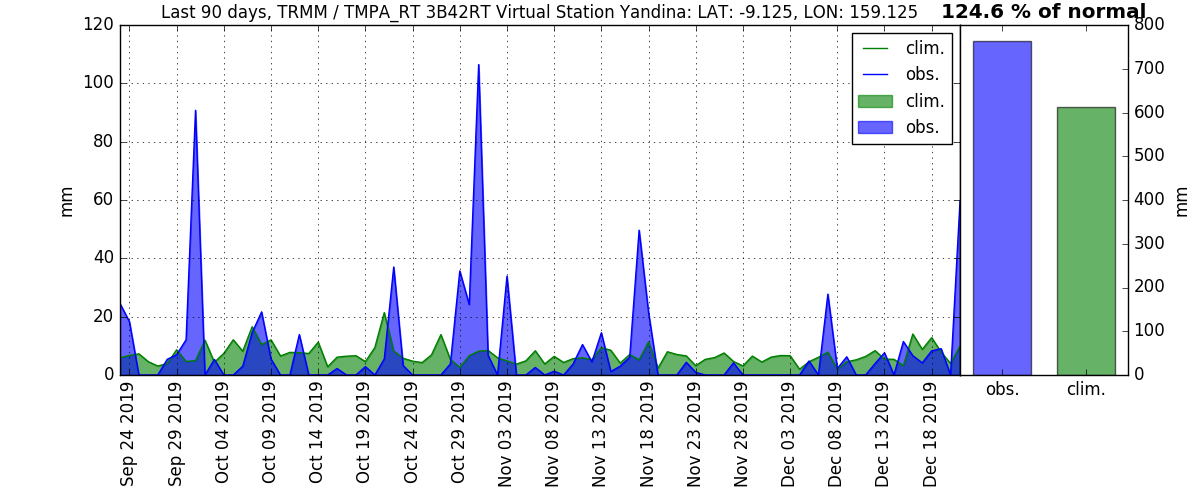 Last 90 days, TRMM / TMPA_RT 3B42RT Virtual Station Yandina: LAT: -9.125, LON: 159.125
124.6 % of normal
120
100
80
60
40
20
0
mm
clim.
obs.
clim.
obs.
800
700
600
500
400
300
200
100
0
mm
Sep 24 2019
Sep 29 2019
Oct 04 2019
Oct 09 2019
Oct 14 2019
Oct 19 2019
Oct 24 2019
Oct 29 2019
Nov 03 2019
Nov 08 2019
Nov 13 2019
Nov 18 2019
Nov 23 2019
Nov 28 2019
Dec 03 2019
Dec 08 2019
Dec 13 2019
Dec 18 2019
obs.
clim.